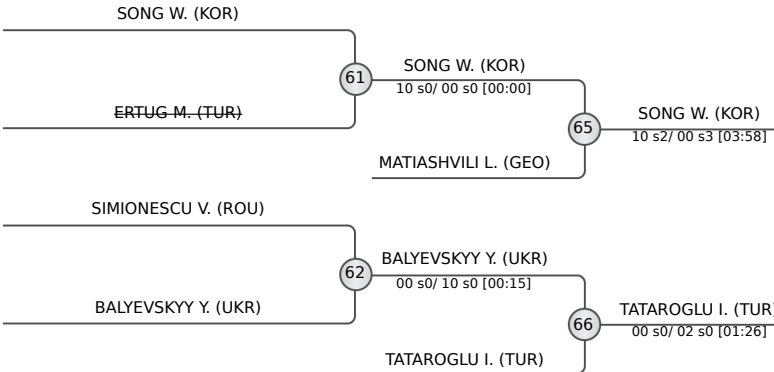 SONG W. (KOR)
61
SONG W. (KOR)
10 s0/ 00 s0 [00:00]
ERTUG M. (TUR)
65
SONG W. (KOR)
10 s2/ 00 s3 [03:58]
MATIASHVILI L. (GEO)
SIMIONESCU V. (ROU)
62
BALYEVSKYY Y. (UKR)
00 s0/ 10 s0 [00:15]
BALYEVSKYY Y. (UKR)
66
TATAROGLU I. (TUR)
00 s0/ 02 s0 [01:26]
TATAROGLU I. (TUR)